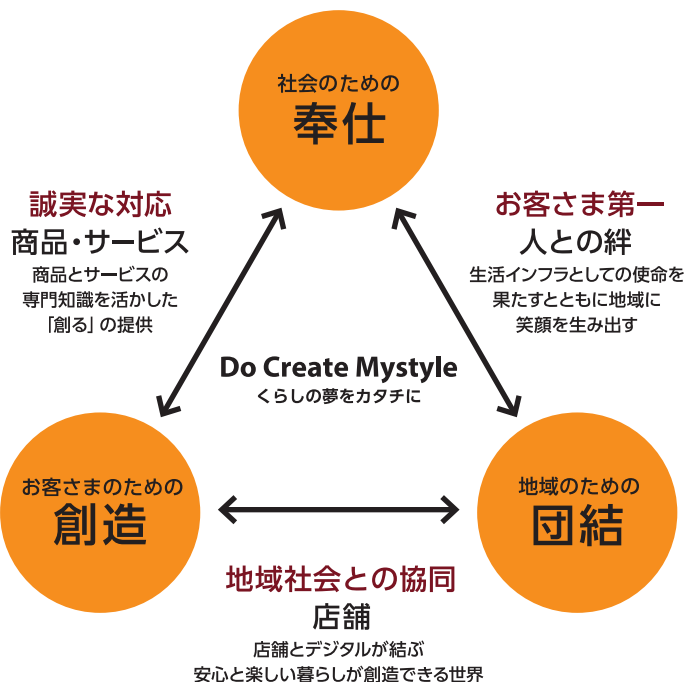 社会のための
奉仕
誠実な対応
商品・サービス
商品とサービスの
専門知識を活かした
「創る」の提供
お客さま第一
人との絆
生活インフラとしての使命を
果たすとともに地域に
笑顔を生み出す
Do Create Mystyle
くらしの夢をカタチに
お客さまのための
創造
地域のための
団結
地域社会との協同
店舗
店舗とデジタルが結ぶ
安心と楽しい暮らしが創造できる世界